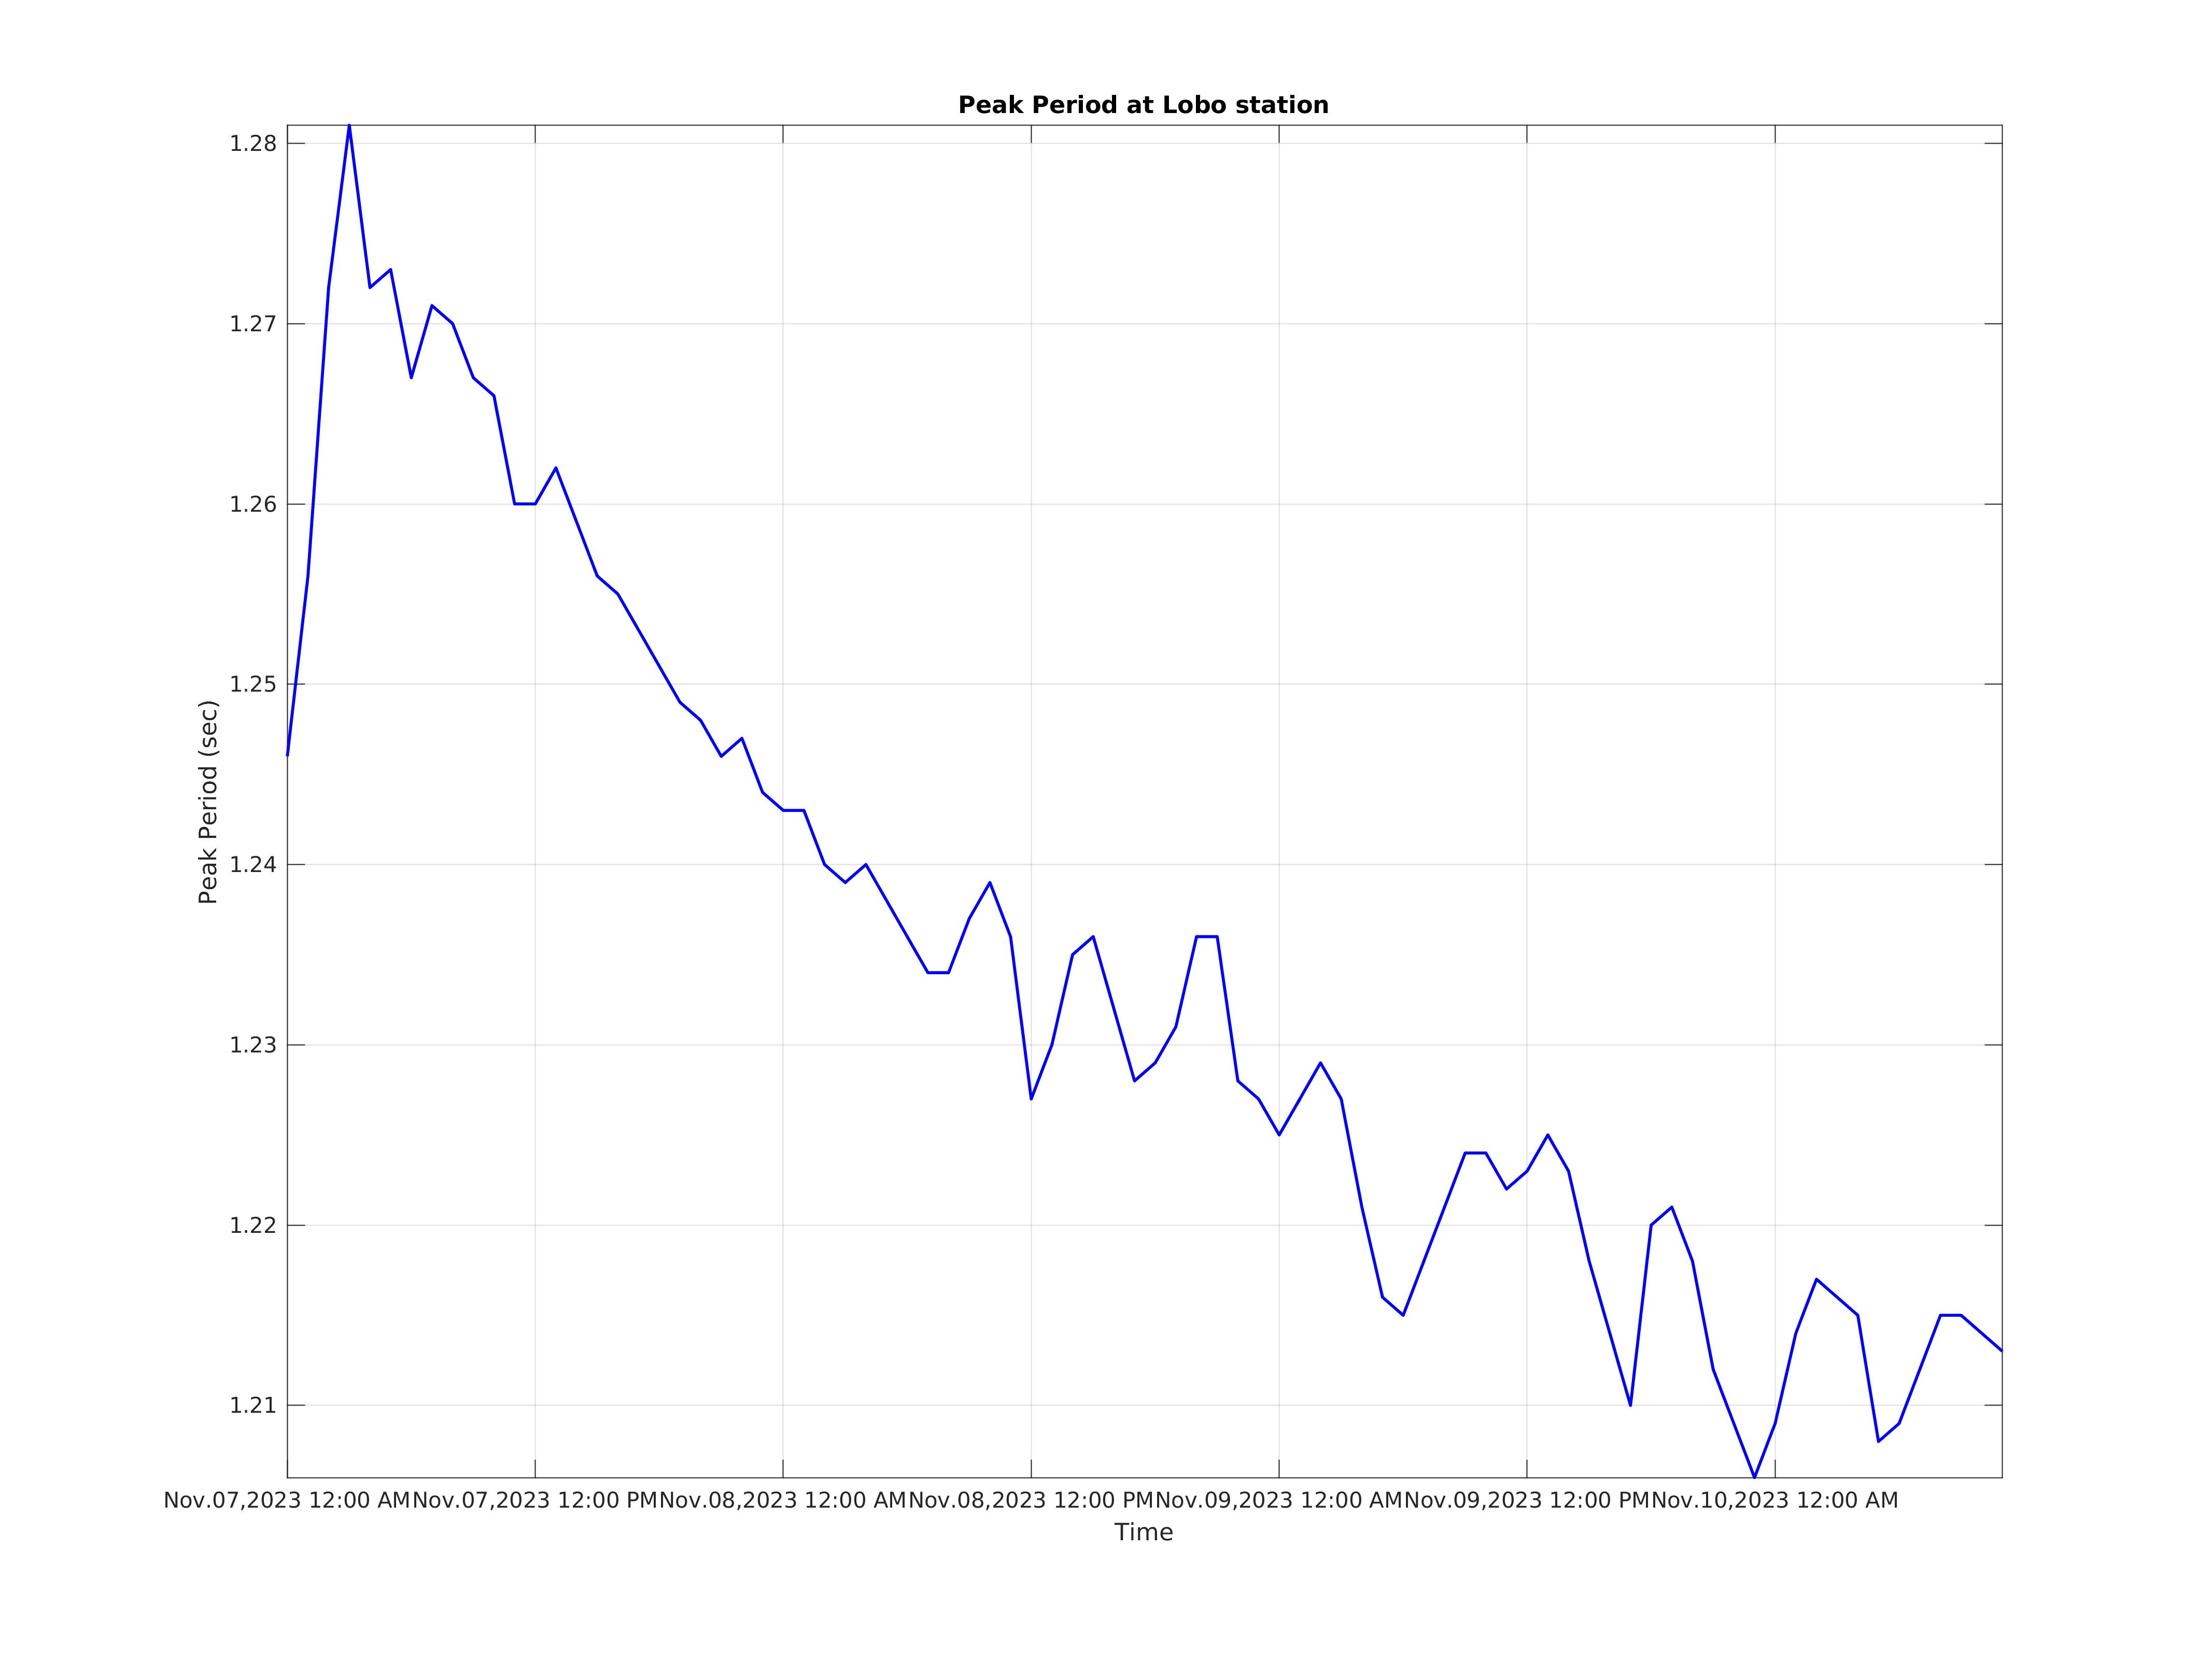 Peak Period at Lobo station
1.28
1.27
1.26
1.25
1.24
1.23
1.22
1.21
Peak Period (sec)
Nov.07,2023 12:00 AM Nov.07,2023 12:00 PM Nov.08,2023 12:00 AM Nov.08,2023 12:00 PM Nov.09,2023 12:00 AM Nov.09,2023 12:00 PM Nov.10,2023 12:00 AM
Time